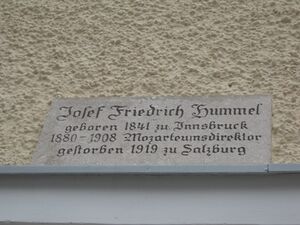 Josef Friedrich Hummel
geboren 1841 zu Innsbruck
1880-1908 Mozarteumsdirektor
gestorben 1919 zu Salzburg